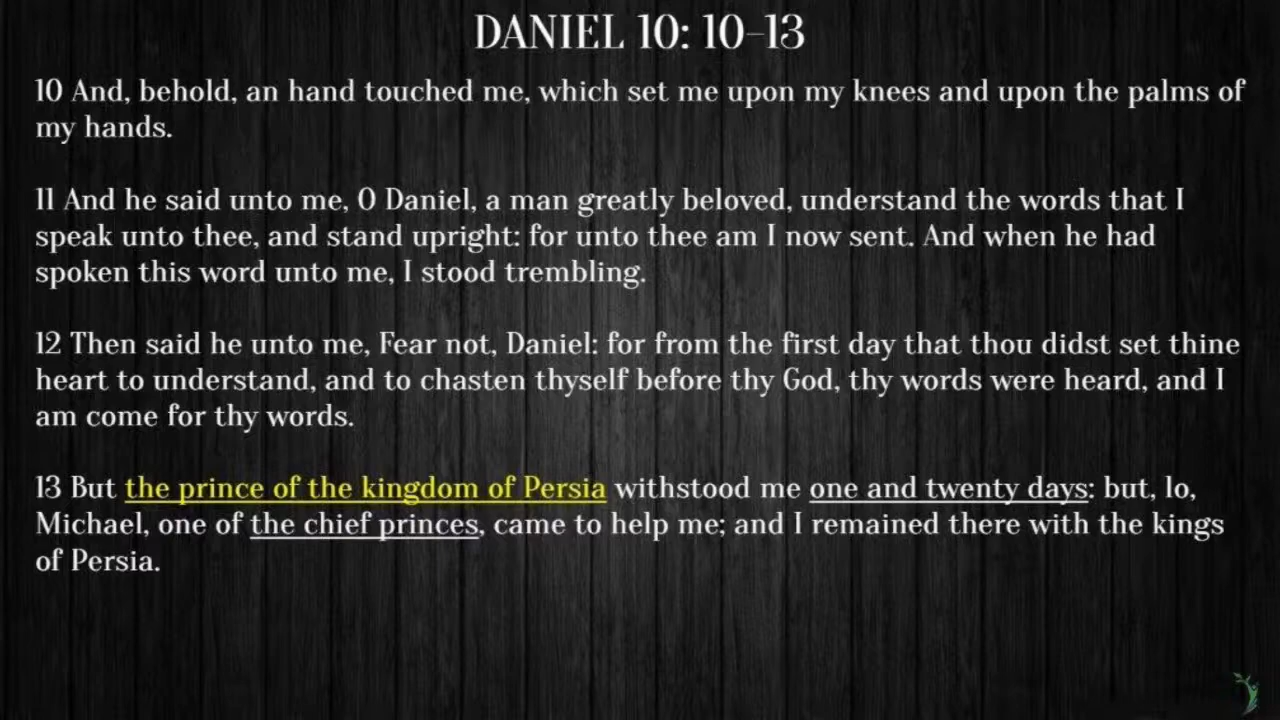 DANIEL 10: 10-13
10 And, behold, an hand touched me, which set me upon my knees and upon the palms of
my hands.
11 And he said unto me, O Daniel, a man greatly beloved, understand the words that I
speak unto thee, and stand upright: for unto thee am I now sent. And when he had
spoken this word unto me, I stood trembling.
12 Then said he unto me, Fear not, Daniel: for from the first day that thou didst set thine
heart to understand, and to chasten thyself before thy God, thy words were heard, and I
am come for thy words.
13 But the prince of the kingdom of Persia withstood me one and twenty days: but, lo,
Michael, one of the chief princes, came to help me; and I remained there with the kings
of Persia.